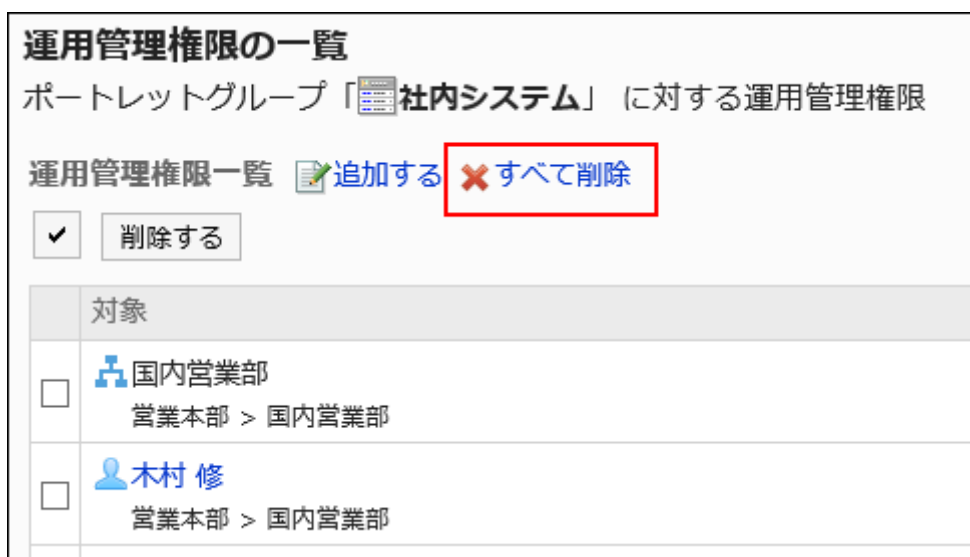 運用管理権限の一覧
ポートレットグループ「社内システム」 に対する運用管理権限
運用管理権限一覧 追加する すべて削除
削除する
対象
国内営業部
営業本部 > 国内営業部
木村 修
営業本部 > 国内営業部